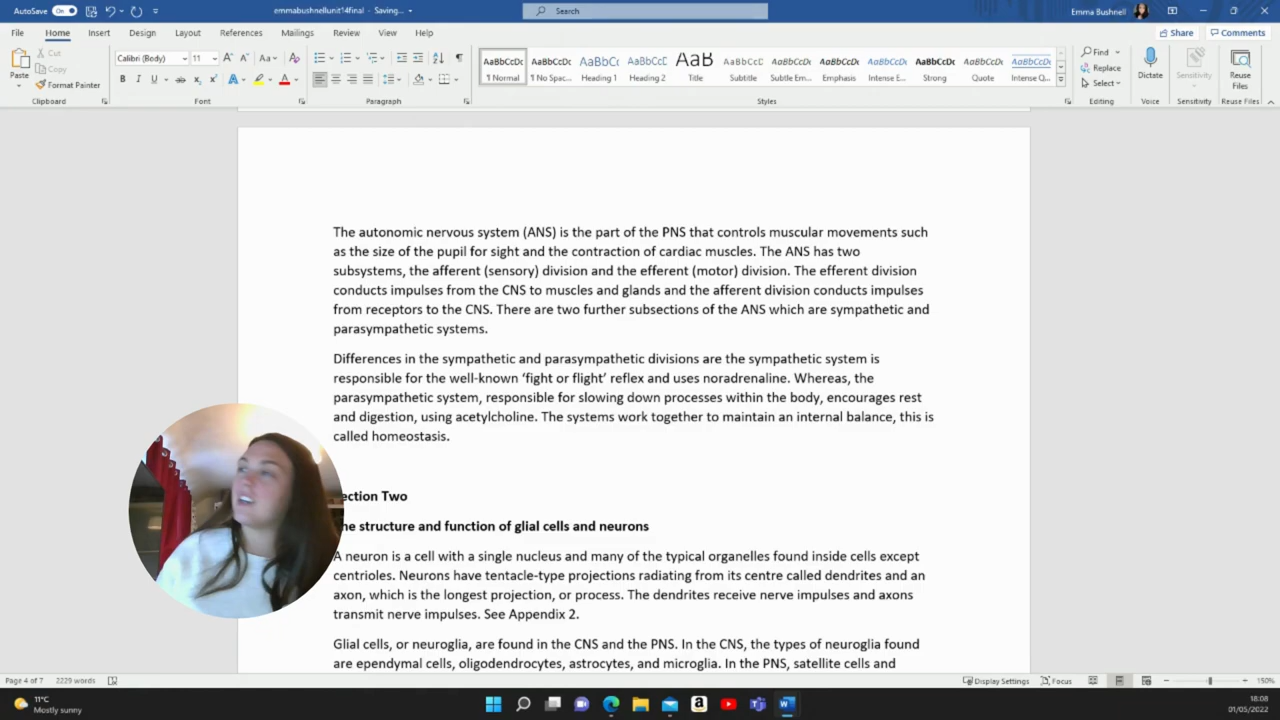 AutoSave On emmabushnellunit14final - Saving... Search Emma Bushnell
File Home Insert Design Layout References Mailings Review View Help Share Comments
Cut
Copy
Format Painter
Paste
Clipboard
Calibri (Body) 11
Font
Paragraph
AaBbCcDc AaBbCcDc AaBbCc AaBbCcD AaB AaBbCcD AaBbCcDc AaBbCcDc AaBbCcDc AaBbCcDc AaBbCcDc AaBbCcDc
¶ Normal ¶ No Spac... Heading 1 Heading 2 Title Subtitle Subtle Em... Emphasis Intense E... Strong Quote Intense Q...
Styles
Find
Replace
Select
Editing
Dictate
Voice
Sensitivity
Sensitivity
Reuse
Files
Reuse Files
The autonomic nervous system (ANS) is the part of the PNS that controls muscular movements such
as the size of the pupil for sight and the contraction of cardiac muscles. The ANS has two
subsystems, the afferent (sensory) division and the efferent (motor) division. The efferent division
conducts impulses from the CNS to muscles and glands and the afferent division conducts impulses
from receptors to the CNS. There are two further subsections of the ANS which are sympathetic and
parasympathetic systems.
Differences in the sympathetic and parasympathetic divisions are the sympathetic system is
responsible for the well-known ‘fight or flight’ reflex and uses noradrenaline. Whereas, the
parasympathetic system, responsible for slowing down processes within the body, encourages rest
and digestion, using acetylcholine. The systems work together to maintain an internal balance, this is
called homeostasis.
ection Two
he structure and function of glial cells and neurons
A neuron is a cell with a single nucleus and many of the typical organelles found inside cells except
centrioles. Neurons have tentacle-type projections radiating from its centre called dendrites and an
axon, which is the longest projection, or process. The dendrites receive nerve impulses and axons
transmit nerve impulses. See Appendix 2.
Glial cells, or neuroglia, are found in the CNS and the PNS. In the CNS, the types of neuroglia found
are ependymal cells, oligodendrocytes, astrocytes, and microglia. In the PNS, satellite cells and
Page 4 of 7 2229 words Display Settings Focus 150%
11°C
Mostly sunny
18:08
01/05/2022